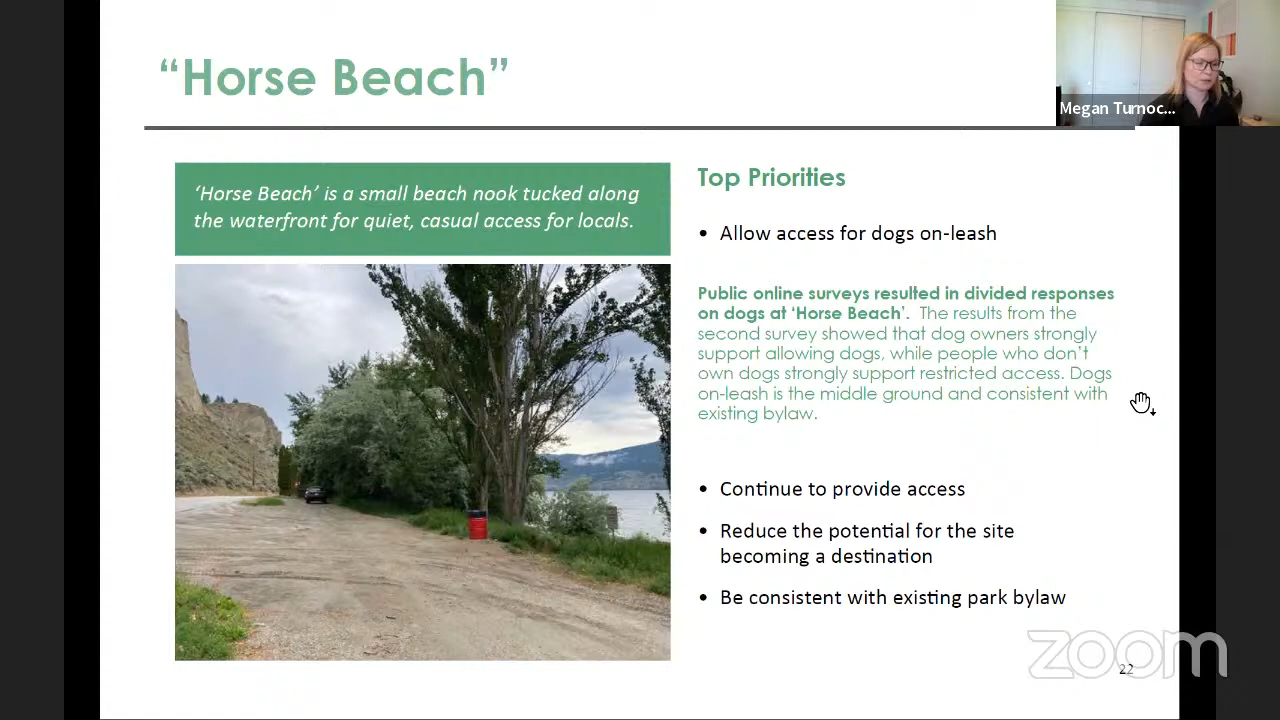 “Horse Beach”
Megan Turnoc...
‘Horse Beach’ is a small beach nook tucked along
the waterfront for quiet, casual access for locals.
Top Priorities
• Allow access for dogs on-leash
Public online surveys resulted in divided responses
on dogs at ‘Horse Beach’. The results from the
second survey showed that dog owners strongly
support allowing dogs, while people who don’t
own dogs strongly support restricted access. Dogs
on-leash is the middle ground and consistent with
existing bylaw.
• Continue to provide access
• Reduce the potential for the site
becoming a destination
• Be consistent with existing park bylaw
zoom
22